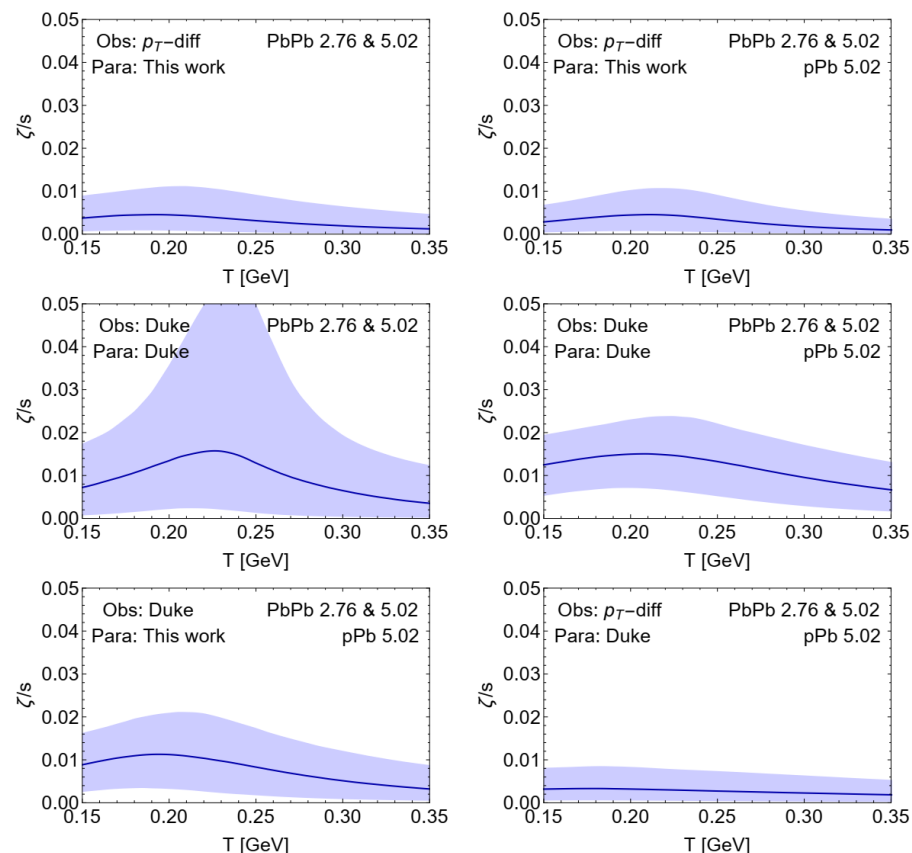 0.05
0.04
0.03
0.02
0.01
0.00
ζ/s
Obs: pT-diff PbPb 2.76 & 5.02
Para: This work
0.15 0.20 0.25 0.30 0.35
T [GeV]
0.05
0.04
0.03
0.02
0.01
0.00
ζ/s
Obs: pT-diff PbPb 2.76 & 5.02
Para: This work pPb 5.02
0.15 0.20 0.25 0.30 0.35
T [GeV]
0.05
0.04
0.03
0.02
0.01
0.00
ζ/s
Obs: Duke PbPb 2.76 & 5.02
Para: Duke
0.15 0.20 0.25 0.30 0.35
T [GeV]
0.05
0.04
0.03
0.02
0.01
0.00
ζ/s
Obs: Duke PbPb 2.76 & 5.02
Para: Duke pPb 5.02
0.15 0.20 0.25 0.30 0.35
T [GeV]
0.05
0.04
0.03
0.02
0.01
0.00
ζ/s
Obs: Duke PbPb 2.76 & 5.02
Para: This work pPb 5.02
0.15 0.20 0.25 0.30 0.35
T [GeV]
0.05
0.04
0.03
0.02
0.01
0.00
ζ/s
Obs: pT-diff PbPb 2.76 & 5.02
Para: Duke pPb 5.02
0.15 0.20 0.25 0.30 0.35
T [GeV]